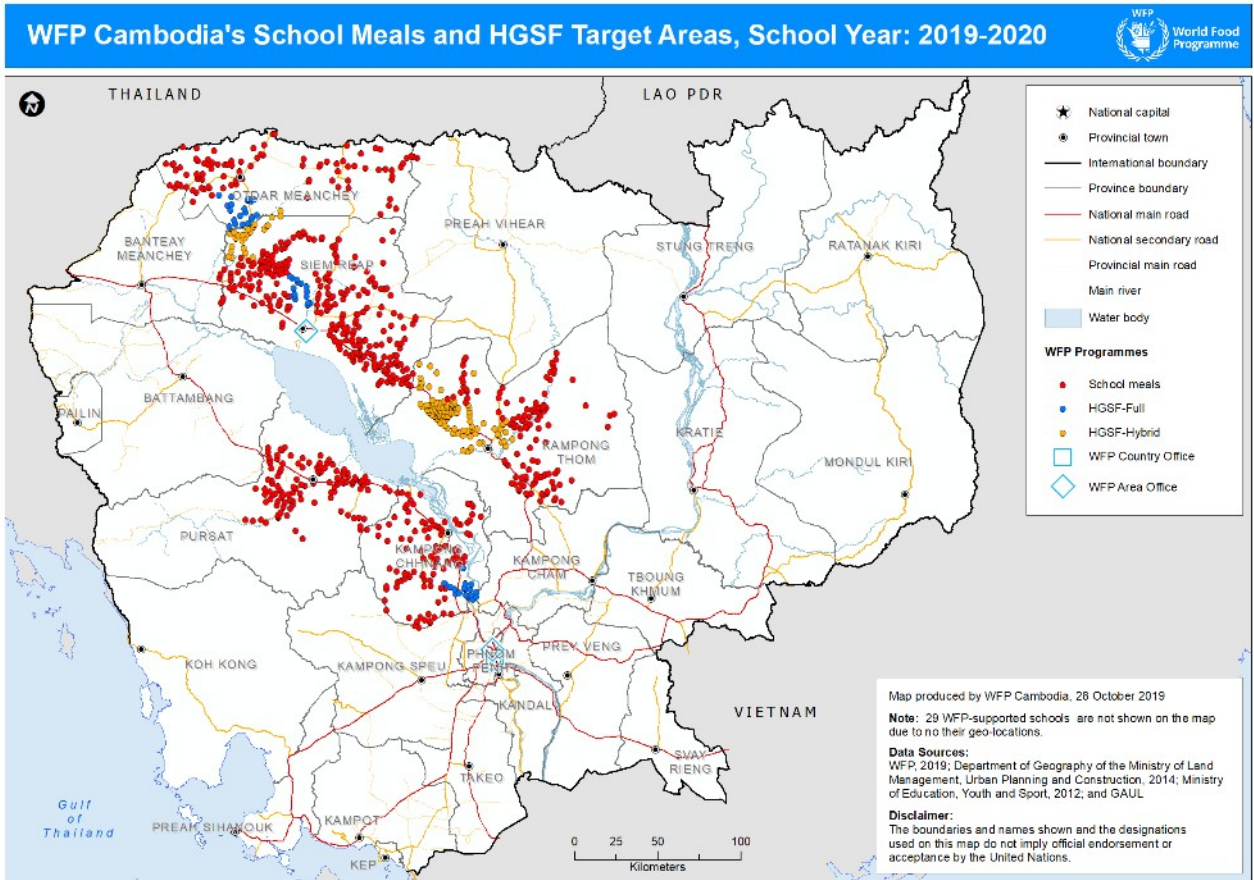 WFP Cambodia's School Meals and HGSF Target Areas, School Year: 2019-2020
WFP
World Food
Programme
THAILAND
LAO PDR
N
OTDAR MEANCHEY
BANTEAY
MEANCHEY
PREAH VIHEAR
STUNG TRENG
RATANAK KIRI
SIEM REAP
BATTAMBANG
PAILIN
KAMPONG
THOM
KRATIE
MONDUL KIRI
PURSAT
KAMPONG
CHHNANG
KAMPONG
CHAM
TBOUNG
KHMUM
KOH KONG
KAMPONG SPEU
PHNOM
PENH
PREY VENG
KANDAL
VIETNAM
SVAY
RIENG
TAKEO
Gulf
of
Thailand
PREAH SIHANOUK
KAMPOT
KEP
0 25 50 100
Kilometers
National capital
Provincial town
International boundary
Province boundary
National main road
National secondary road
Provincial main road
Main river
Water body
WFP Programmes
School meals
HGSF-Full
HGSF-Hybrid
WFP Country Office
WFP Area Office
Map produced by WFP Cambodia, 28 October 2019
Note: 29 WFP-supported schools are not shown on the map
due to no their geo-locations.
Data Sources:
WFP, 2019; Department of Geography of the Ministry of Land
Management, Urban Planning and Construction, 2014; Ministry
of Education, Youth and Sport, 2012; and GAUL
Disclaimer:
The boundaries and names shown and the designations
used on this map do not imply official endorsement or
acceptance by the United Nations.